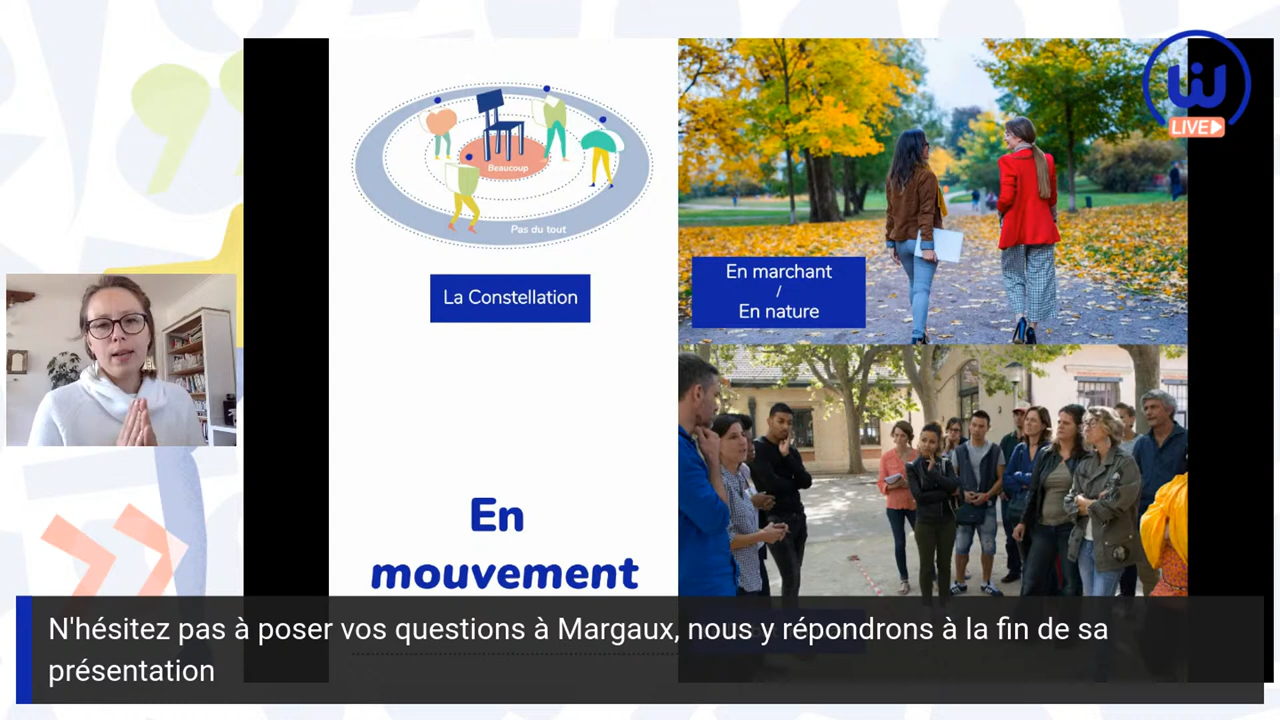 LIVE
Beaucoup
Pas du tout
La Constellation
En marchant
/
En nature
En
mouvement
N'hésitez pas à poser vos questions à Margaux, nous y répondrons à la fin de sa
présentation